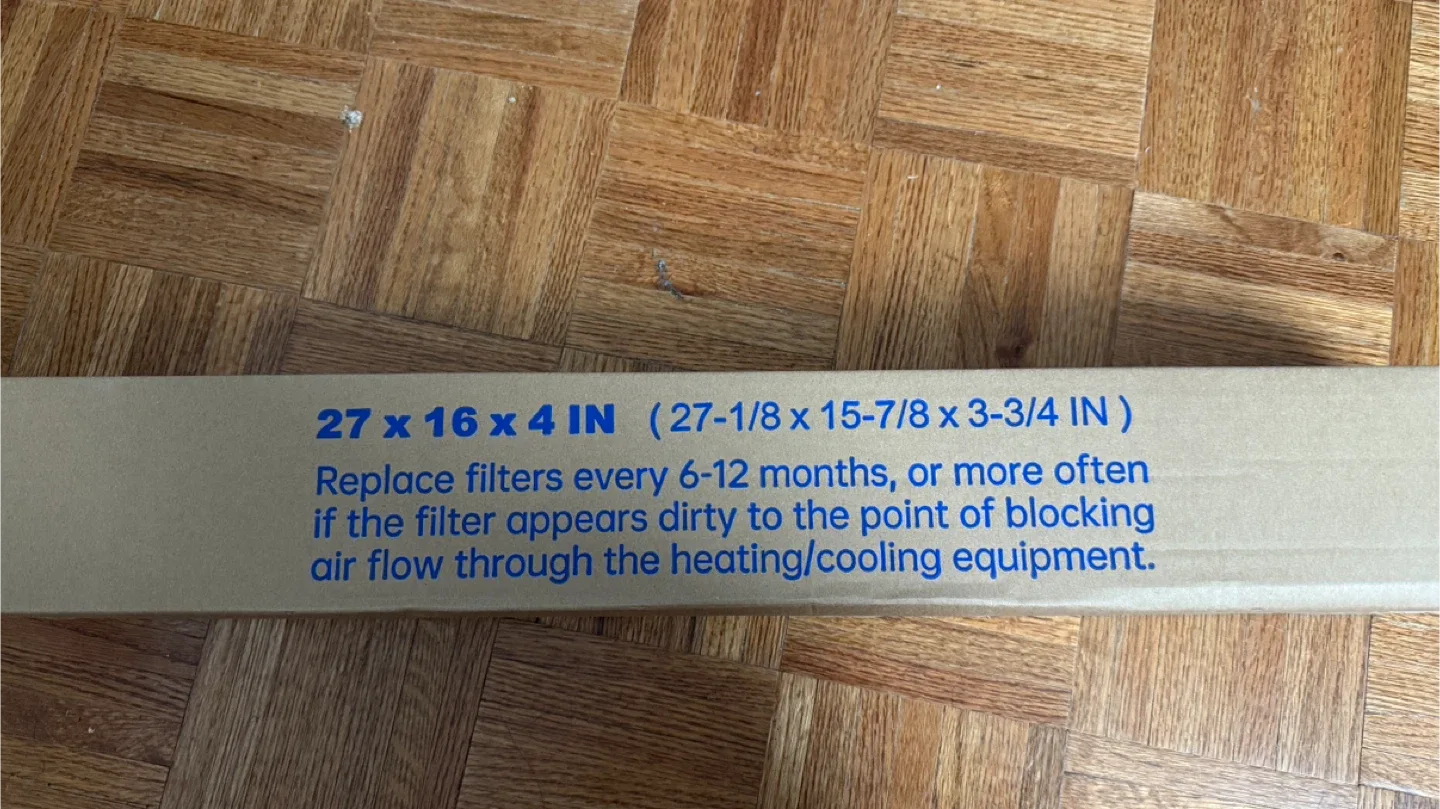 27 x 16 x 4 IN ( 27-1/8 x 15-7/8 x 3-3/4 IN )
Replace filters every 6-12 months, or more often
if the filter appears dirty to the point of blocking
air flow through the heating/cooling equipment.